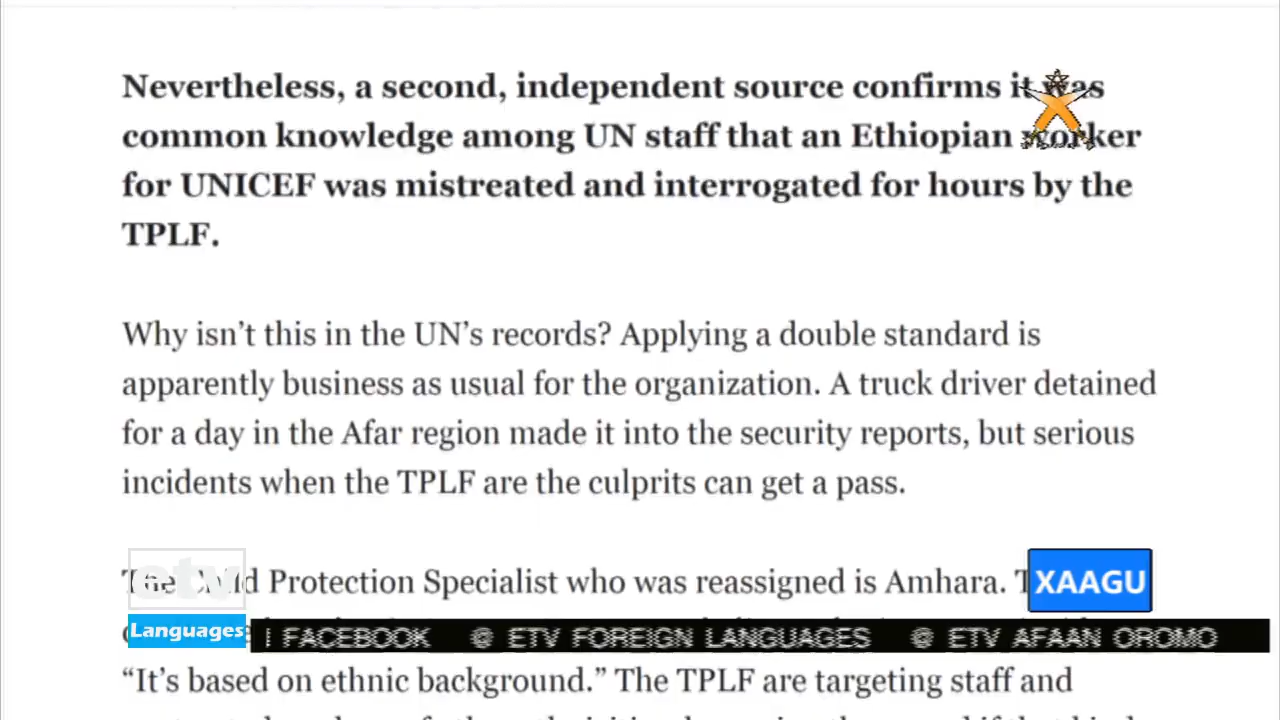 Nevertheless, a second, independent source confirms it was
common knowledge among UN staff that an Ethiopian worker
for UNICEF was mistreated and interrogated for hours by the
TPLF.
Why isn’t this in the UN’s records? Applying a double standard is
apparently business as usual for the organization. A truck driver detained
for a day in the Afar region made it into the security reports, but serious
incidents when the TPLF are the culprits can get a pass.
The Child Protection Specialist who was reassigned is Amhara.
etv
XAAGU
Languages
FACEBOOK @ ETV FOREIGN LANGUAGES @ ETV AFAAN OROMO
“It’s based on ethnic background.” The TPLF are targeting staff and